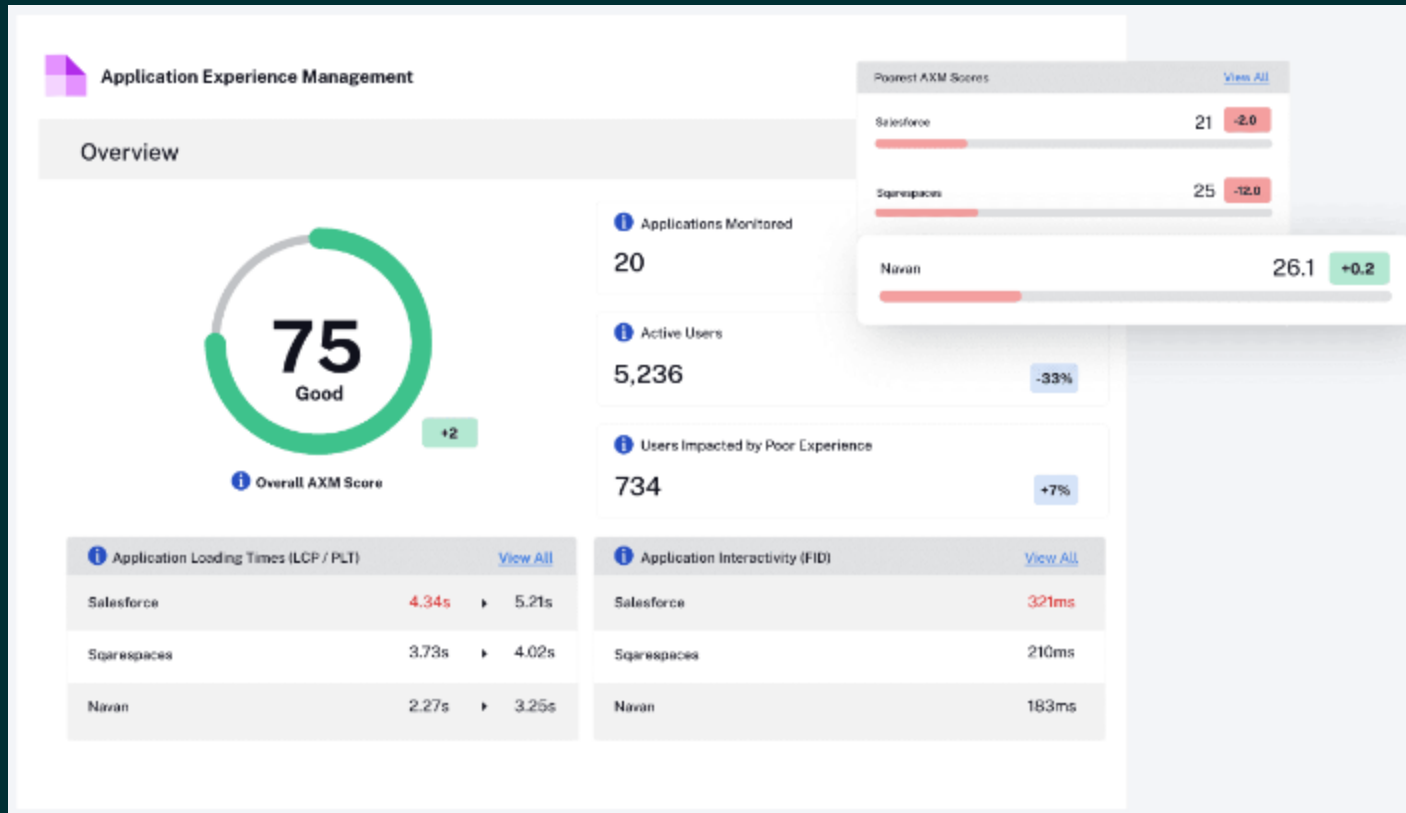 Application Experience Management
Overview
75
Good
+2
Overall AXM Score
Applications Monitored
20
Active Users
5,236
-33%
Users Impacted by Poor Experience
734
+7%
Poorest AXM Scores View All
Salesforce 21 -2.0
Sqarespaces 25 -12.0
Navan 26.1 +0.2
Application Loading Times (LCP / PLT) View All
Salesforce 4.34s 5.21s
Sqarespaces 3.73s 4.02s
Navan 2.27s 3.25s
Application Interactivity (FID) View All
Salesforce 321ms
Sqarespaces 210ms
Navan 183ms